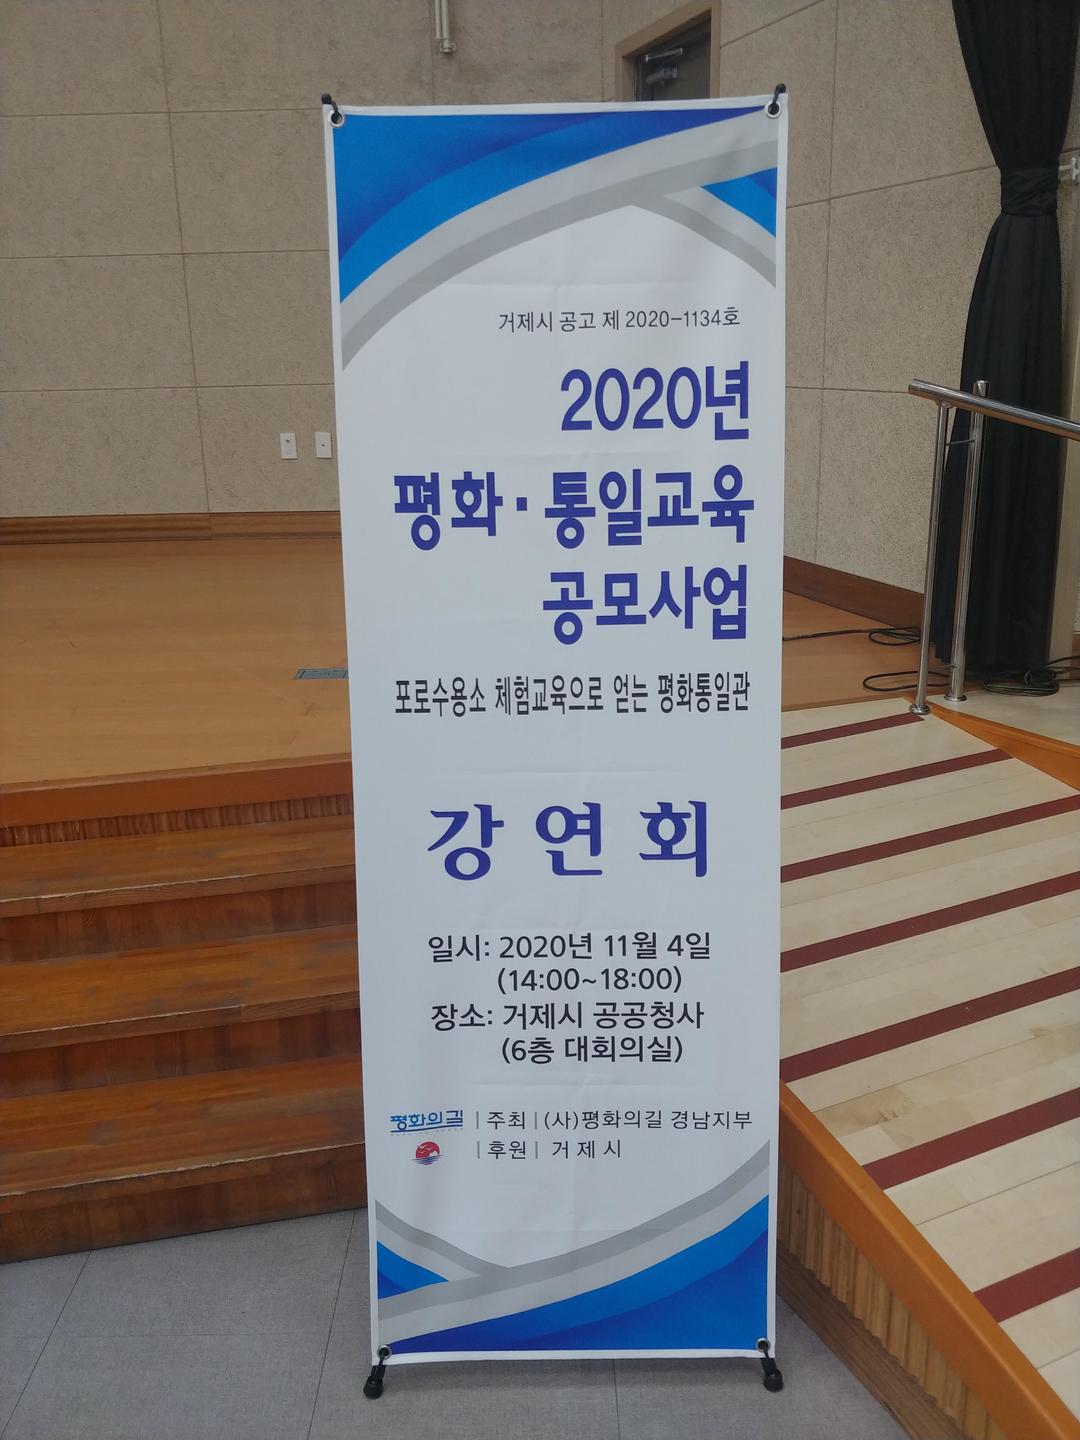 거제시 공고 제 2020-1134호
2020년
평화·통일교육
공모사업
포로수용소 체험교육으로 얻는 평화통일관
강연회
일시: 2020년 11월 4일
(14:00~18:00)
장소: 거제시 공공청사
(6층 대회의실)
평화의길 |주최| (사)평화의길 경남지부
|후원| 거제시